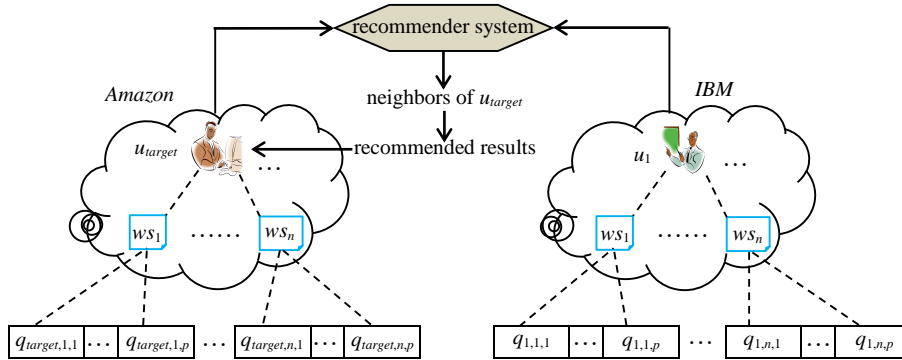 recommender system
Amazon
neighbors of u_target
IBM
u_target
recommended results
...
u_1
...
ws_1
......
ws_n
ws_1
......
ws_n
q_target,1,1 ... q_target,1,p ... q_target,n,1 ... q_target,n,p
q_1,1,1 ... q_1,1,p ... q_1,n,1 ... q_1,n,p